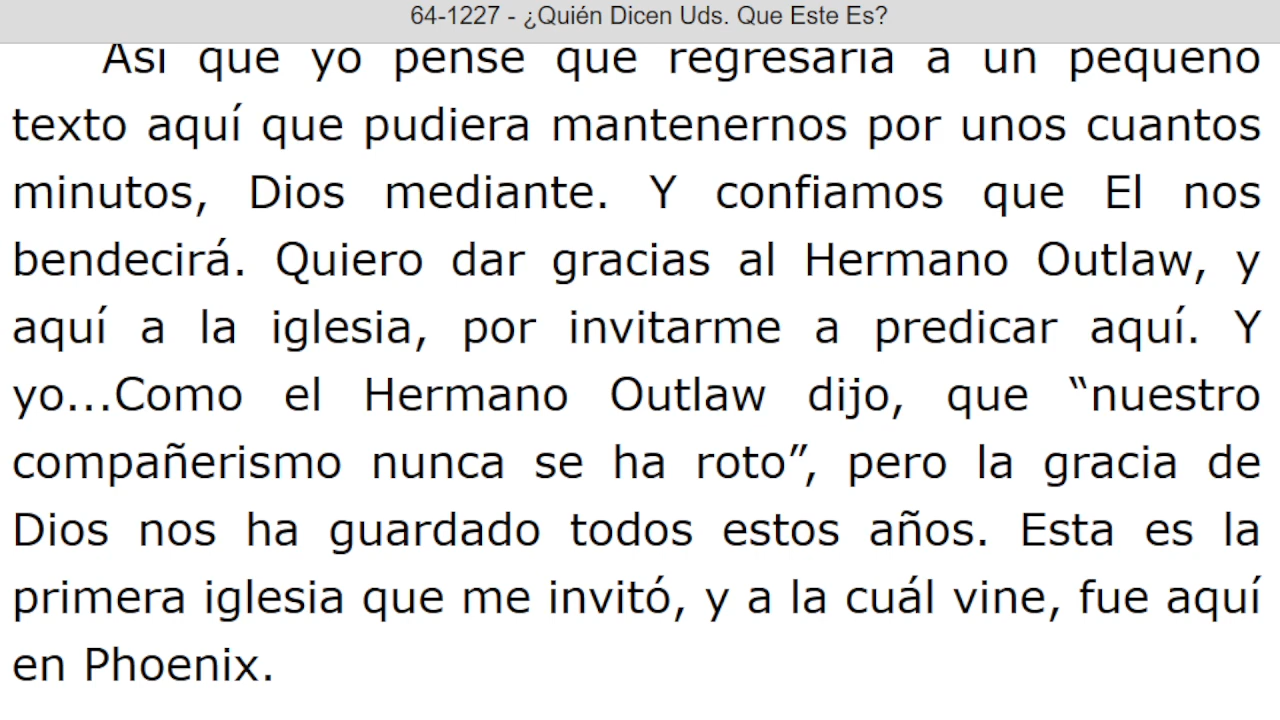 64-1227 - ¿Quién Dicen Uds. Que Este Es?
Así que yo pensé que regresaría a un pequeño
texto aquí que pudiera mantenernos por unos cuantos
minutos, Dios mediante. Y confiamos que El nos
bendecirá. Quiero dar gracias al Hermano Outlaw, y
aquí a la iglesia, por invitarme a predicar aquí. Y
yo...Como el Hermano Outlaw dijo, que “nuestro
compañerismo nunca se ha roto”, pero la gracia de
Dios nos ha guardado todos estos años. Esta es la
primera iglesia que me invitó, y a la cuál vine, fue aquí
en Phoenix.